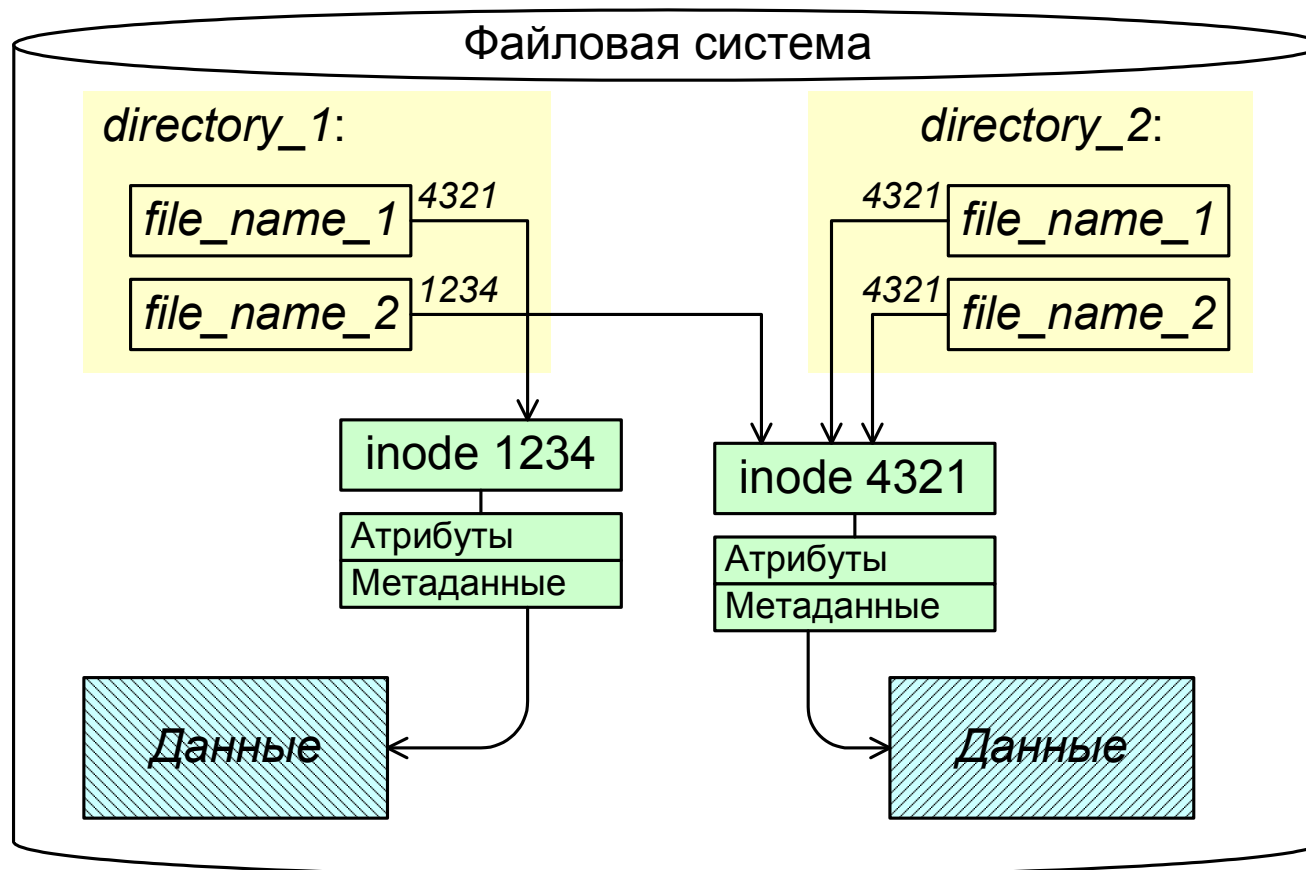 Файловая система
directory_1:
file_name_1
4321
file_name_2
1234
directory_2:
4321
file_name_1
4321
file_name_2
inode 1234
Атрибуты
Метаданные
inode 4321
Атрибуты
Метаданные
Данные
Данные